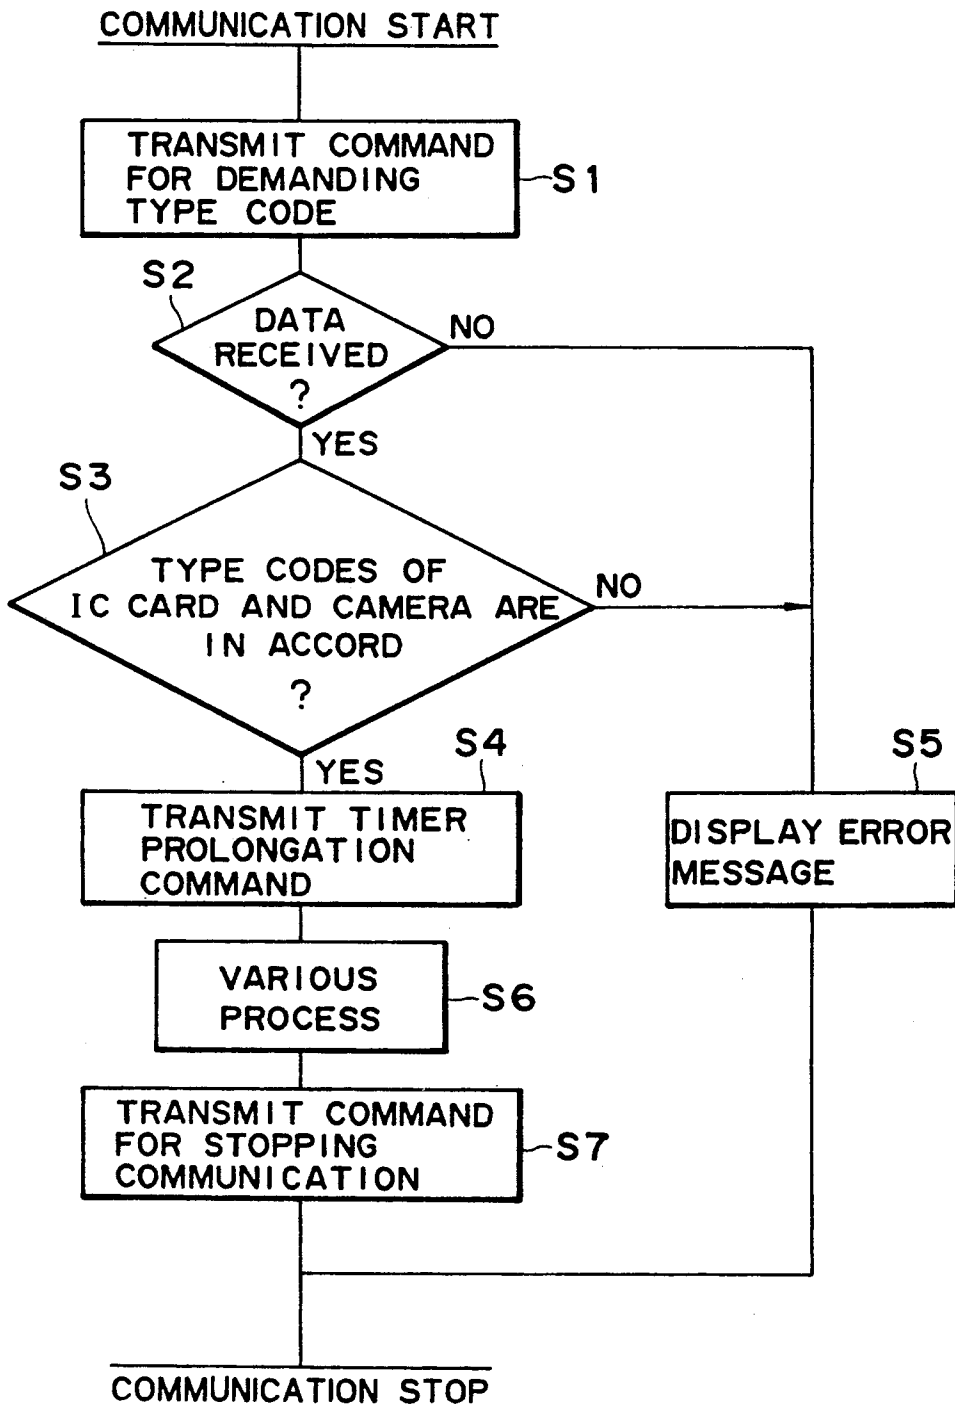 COMMUNICATION START
TRANSMIT COMMAND
FOR DEMANDING
TYPE CODE
S1
S2
DATA
RECEIVED
?
NO
YES
S3
TYPE CODES OF
IC CARD AND CAMERA ARE
IN ACCORD
?
NO
YES
S4
TRANSMIT TIMER
PROLONGATION
COMMAND
S5
DISPLAY ERROR
MESSAGE
VARIOUS
PROCESS
S6
TRANSMIT COMMAND
FOR STOPPING
COMMUNICATION
S7
COMMUNICATION STOP